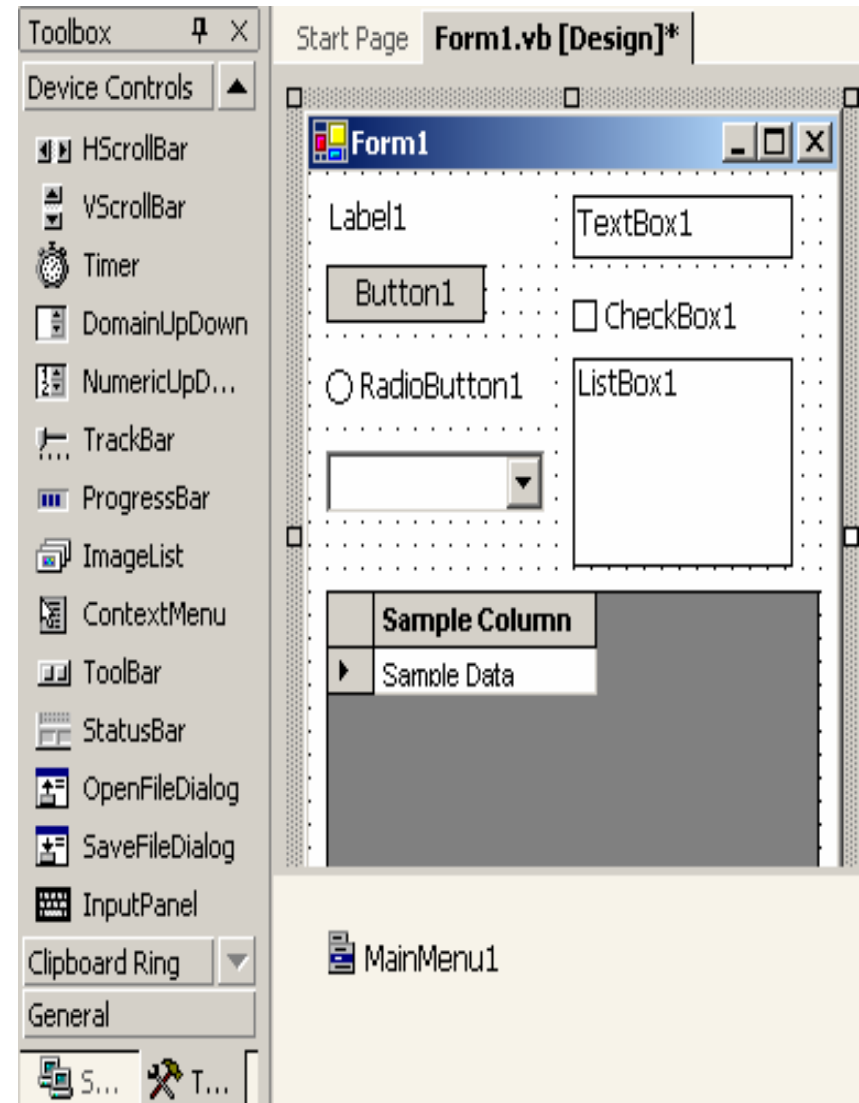 Toolbox
Device Controls
HScrollBar
VScrollBar
Timer
DomainUpDown
NumericUpD...
TrackBar
ProgressBar
ImageList
ContextMenu
ToolBar
StatusBar
OpenFileDialog
SaveFileDialog
InputPanel
Clipboard Ring
General
S... T...
Start Page Form1.vb [Design]*
Form1
Label1 TextBox1
Button1 CheckBox1
RadioButton1 ListBox1
Sample Column
Sample Data
MainMenu1